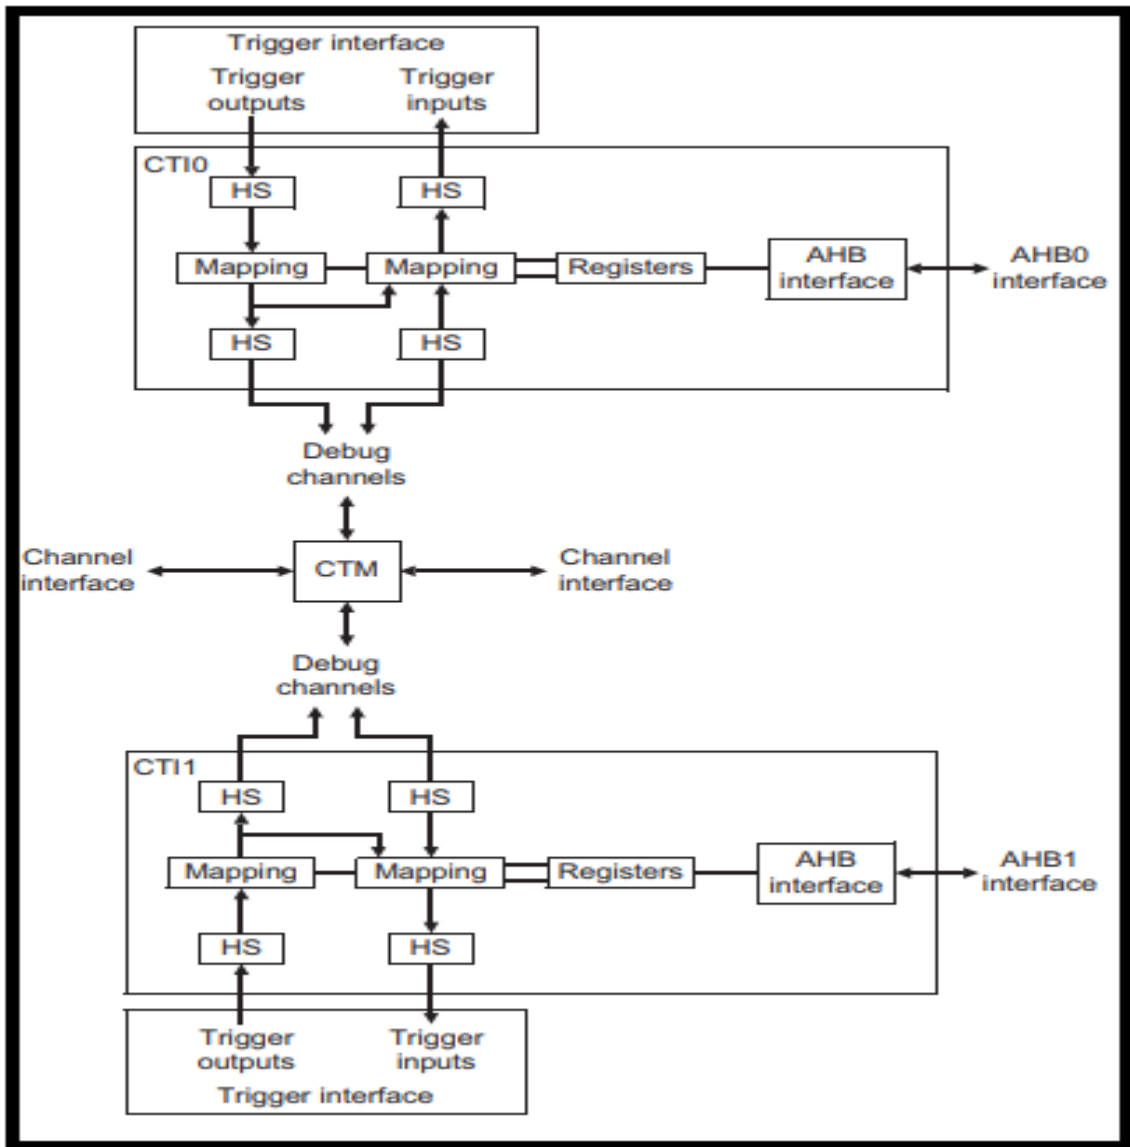 Trigger interface
Trigger
outputs
Trigger
inputs
CTI0
HS
HS
Mapping
Mapping
Registers
AHB
interface
AHB0
interface
HS
HS
Debug
channels
Channel
interface
CTM
Channel
interface
Debug
channels
CTI1
HS
HS
Mapping
Mapping
Registers
AHB
interface
AHB1
interface
HS
HS
Trigger
outputs
Trigger
inputs
Trigger interface